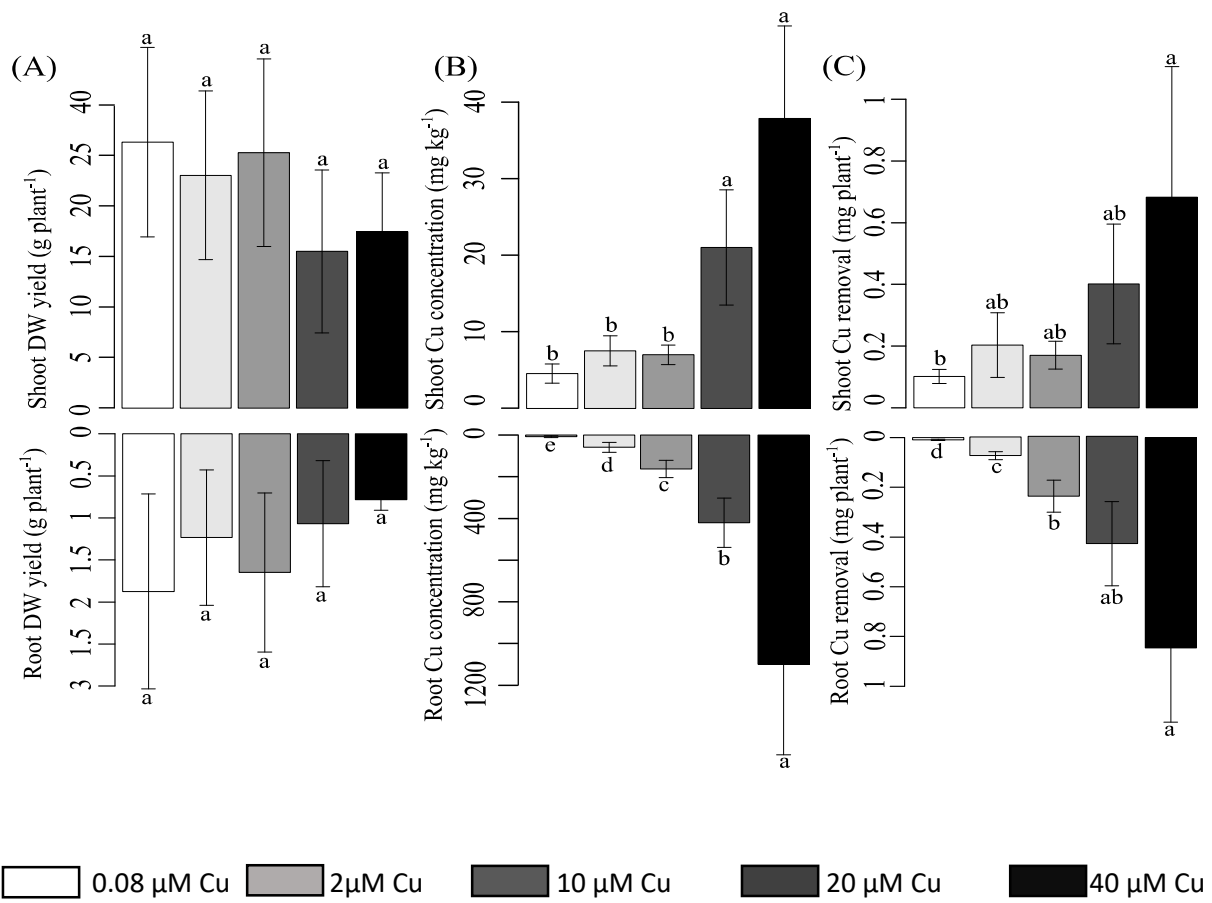 (A)
Shoot DW yield (g plant⁻¹)
40
25
20
15
25
5
0
a
a
a
a
a
Root DW yield (g plant⁻¹)
0
0.5
1
1.5
2
1.5
3
a
a
a
a
a
(B)
Shoot Cu concentration (mg kg⁻¹)
40
30
20
10
0
b
b
b
a
a
Root Cu concentration (mg kg⁻¹)
0
400
800
1200
e
d
c
b
a
(C)
Shoot Cu removal (mg plant⁻¹)
1
0.8
0.6
0.4
0.2
0
b
ab
ab
ab
a
Root Cu removal (mg plant⁻¹)
0
0.2
0.4
0.6
0.8
1
d
c
b
ab
a
0.08 µM Cu
2µM Cu
10 µM Cu
20 µM Cu
40 µM Cu